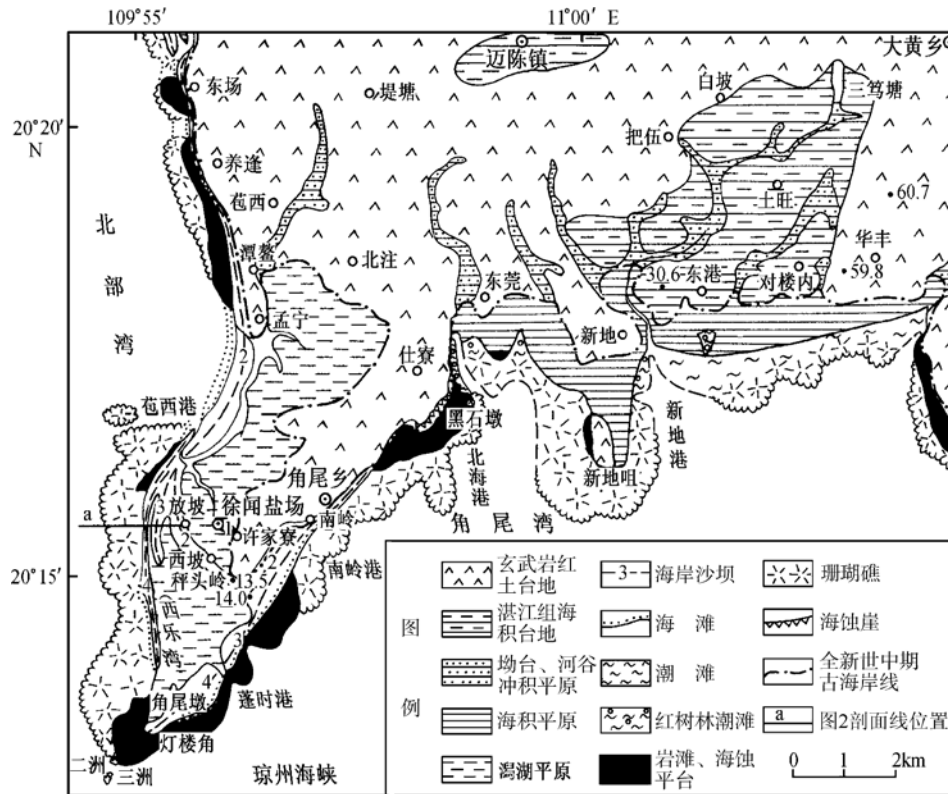 109°55′
11°00′ E
20°20′
N
20°15′
大黄乡
迈陈镇
三笃塘
白坡
东场
堤塘
把伍
养逢
苞西
土旺
60.7
北部湾
华丰
潭鳌
北注
30.6
东港
对楼内
59.8
东莞
孟宁
新地
仕寮
2
苞西港
黑石墩
新地港
北海港
角尾乡
新地咀
a
3
放坡
徐闻盐场
1
南岭
角尾湾
2
许家寮
西坡
2
秤头岭
13.5
南岭港
14.0
西乐湾
3
4
角尾墩
蓬时港
灯楼角
二洲
三洲
琼州海峡
图例
玄武岩红土台地
3
海岸沙坝
珊瑚礁
湛江组海积台地
海 滩
海蚀崖
坳台、河谷冲积平原
潮 滩
全新世中期古海岸线
海积平原
红树林潮滩
a
图2剖面线位置
潟湖平原
岩滩、海蚀平台
0 1 2km